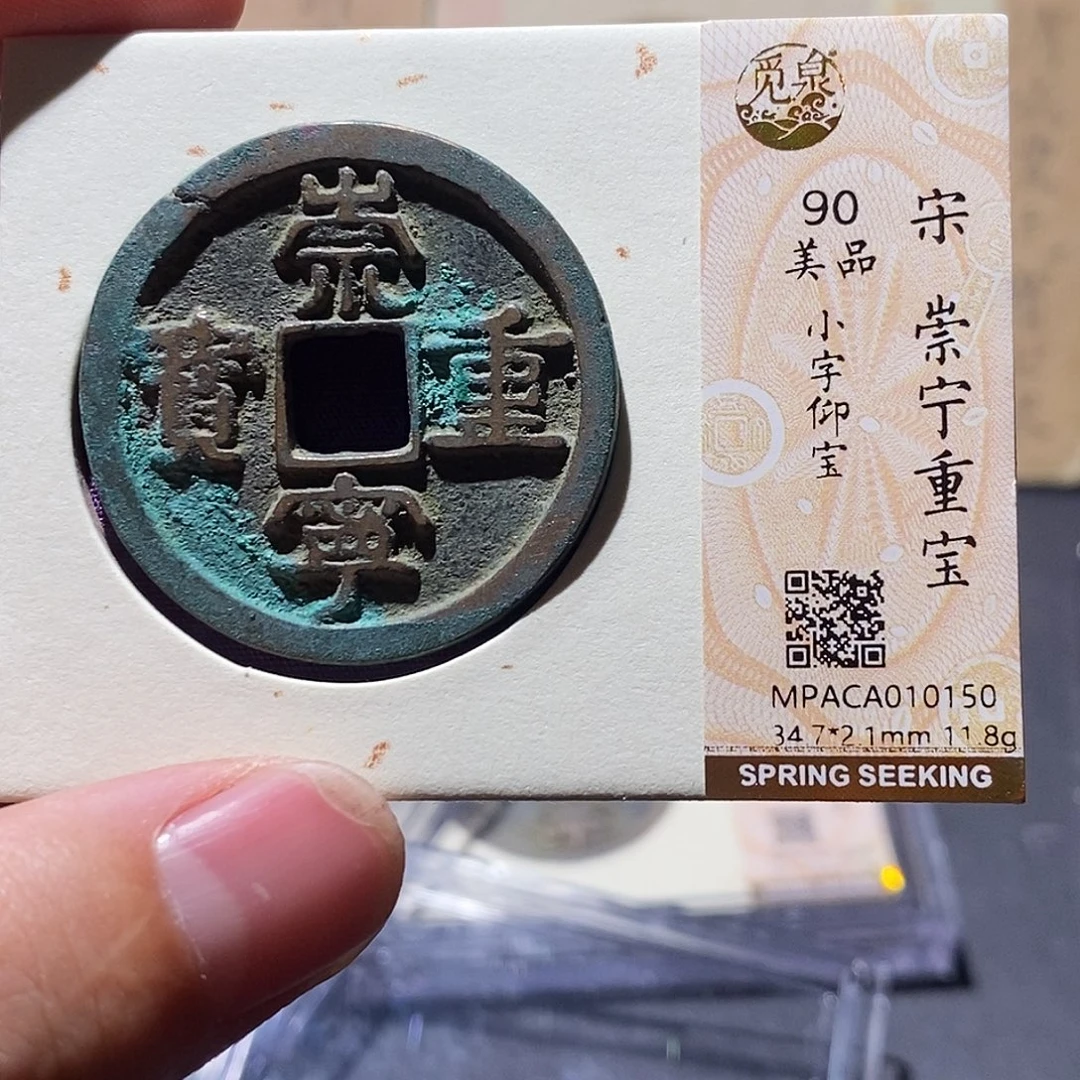 崇
重
寧
寶
觅泉
宋 崇宁重宝
90
美品
小字仰宝
MPACA010150
34.7*2.1mm 11.8g
SPRING SEEKING